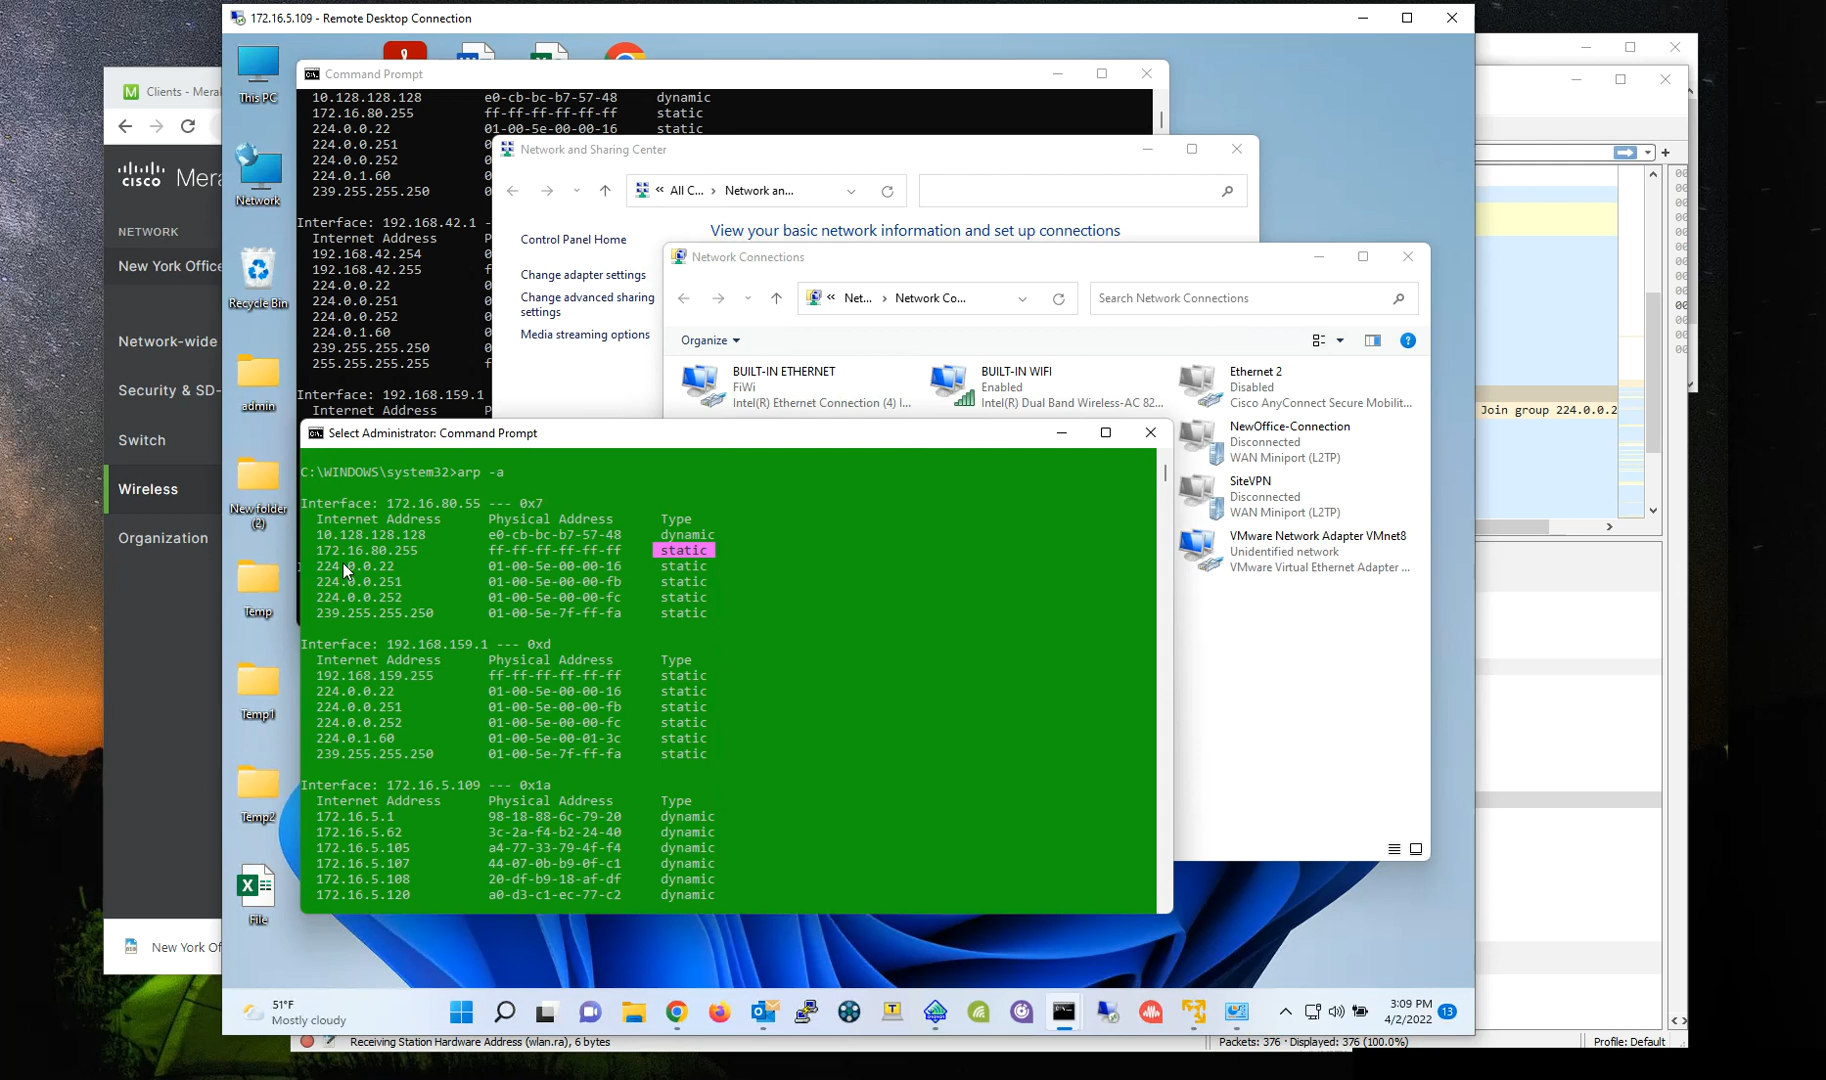 172.16.5.109 - Remote Desktop Connection
Clients - Mera
cisco Mera
NETWORK
New York Office
Network-wide
Security & SD-
Switch
Wireless
Organization
New York Of
This PC
Network
Recycle Bin
admin
New folder
(2)
Temp
Temp1
Temp2
File
Command Prompt
10.128.128.128 e0-cb-bc-b7-57-48 dynamic
172.16.80.255 ff-ff-ff-ff-ff-ff static
224.0.0.22 01-00-5e-00-00-16 static
224.0.0.251 0
224.0.0.252 0
224.0.1.60 0
239.255.255.250 0
Interface: 192.168.42.1 -
Internet Address P
192.168.42.254 0
192.168.42.255 f
224.0.0.22 0
224.0.0.251 0
224.0.0.252 0
224.0.1.60 0
239.255.255.250 0
255.255.255.255 f
Interface: 192.168.159.1
Internet Address P
Network and Sharing Center
« All C... › Network an...
Control Panel Home
Change adapter settings
Change advanced sharing
settings
Media streaming options
View your basic network information and set up connections
Network Connections
« Net... › Network Co...
Search Network Connections
Organize
BUILT-IN ETHERNET
FiWi
Intel(R) Ethernet Connection (4) I...
BUILT-IN WIFI
Enabled
Intel(R) Dual Band Wireless-AC 82...
Ethernet 2
Disabled
Cisco AnyConnect Secure Mobilit...
NewOffice-Connection
Disconnected
WAN Miniport (L2TP)
SiteVPN
Disconnected
WAN Miniport (L2TP)
VMware Network Adapter VMnet8
Unidentified network
VMware Virtual Ethernet Adapter ...
Select Administrator: Command Prompt
C:\WINDOWS\system32>arp -a
Interface: 172.16.80.55 --- 0x7
Internet Address Physical Address Type
10.128.128.128 e0-cb-bc-b7-57-48 dynamic
172.16.80.255 ff-ff-ff-ff-ff-ff static
224.0.0.22 01-00-5e-00-00-16 static
224.0.0.251 01-00-5e-00-00-fb static
224.0.0.252 01-00-5e-00-00-fc static
239.255.255.250 01-00-5e-7f-ff-fa static
Interface: 192.168.159.1 --- 0xd
Internet Address Physical Address Type
192.168.159.255 ff-ff-ff-ff-ff-ff static
224.0.0.22 01-00-5e-00-00-16 static
224.0.0.251 01-00-5e-00-00-fb static
224.0.0.252 01-00-5e-00-00-fc static
224.0.1.60 01-00-5e-00-01-3c static
239.255.255.250 01-00-5e-7f-ff-fa static
Interface: 172.16.5.109 --- 0x1a
Internet Address Physical Address Type
172.16.5.1 98-18-88-6c-79-20 dynamic
172.16.5.62 3c-2a-f4-b2-24-40 dynamic
172.16.5.105 a4-77-33-79-4f-f4 dynamic
172.16.5.107 44-07-0b-b9-0f-c1 dynamic
172.16.5.108 20-df-b9-18-af-df dynamic
172.16.5.120 a0-d3-c1-ec-77-c2 dynamic
Join group 224.0.0.2
51°F
Mostly cloudy
3:09 PM
4/2/2022
13
Receiving Station Hardware Address (wlan.ra), 6 bytes
Packets: 376 · Displayed: 376 (100.0%)
Profile: Default